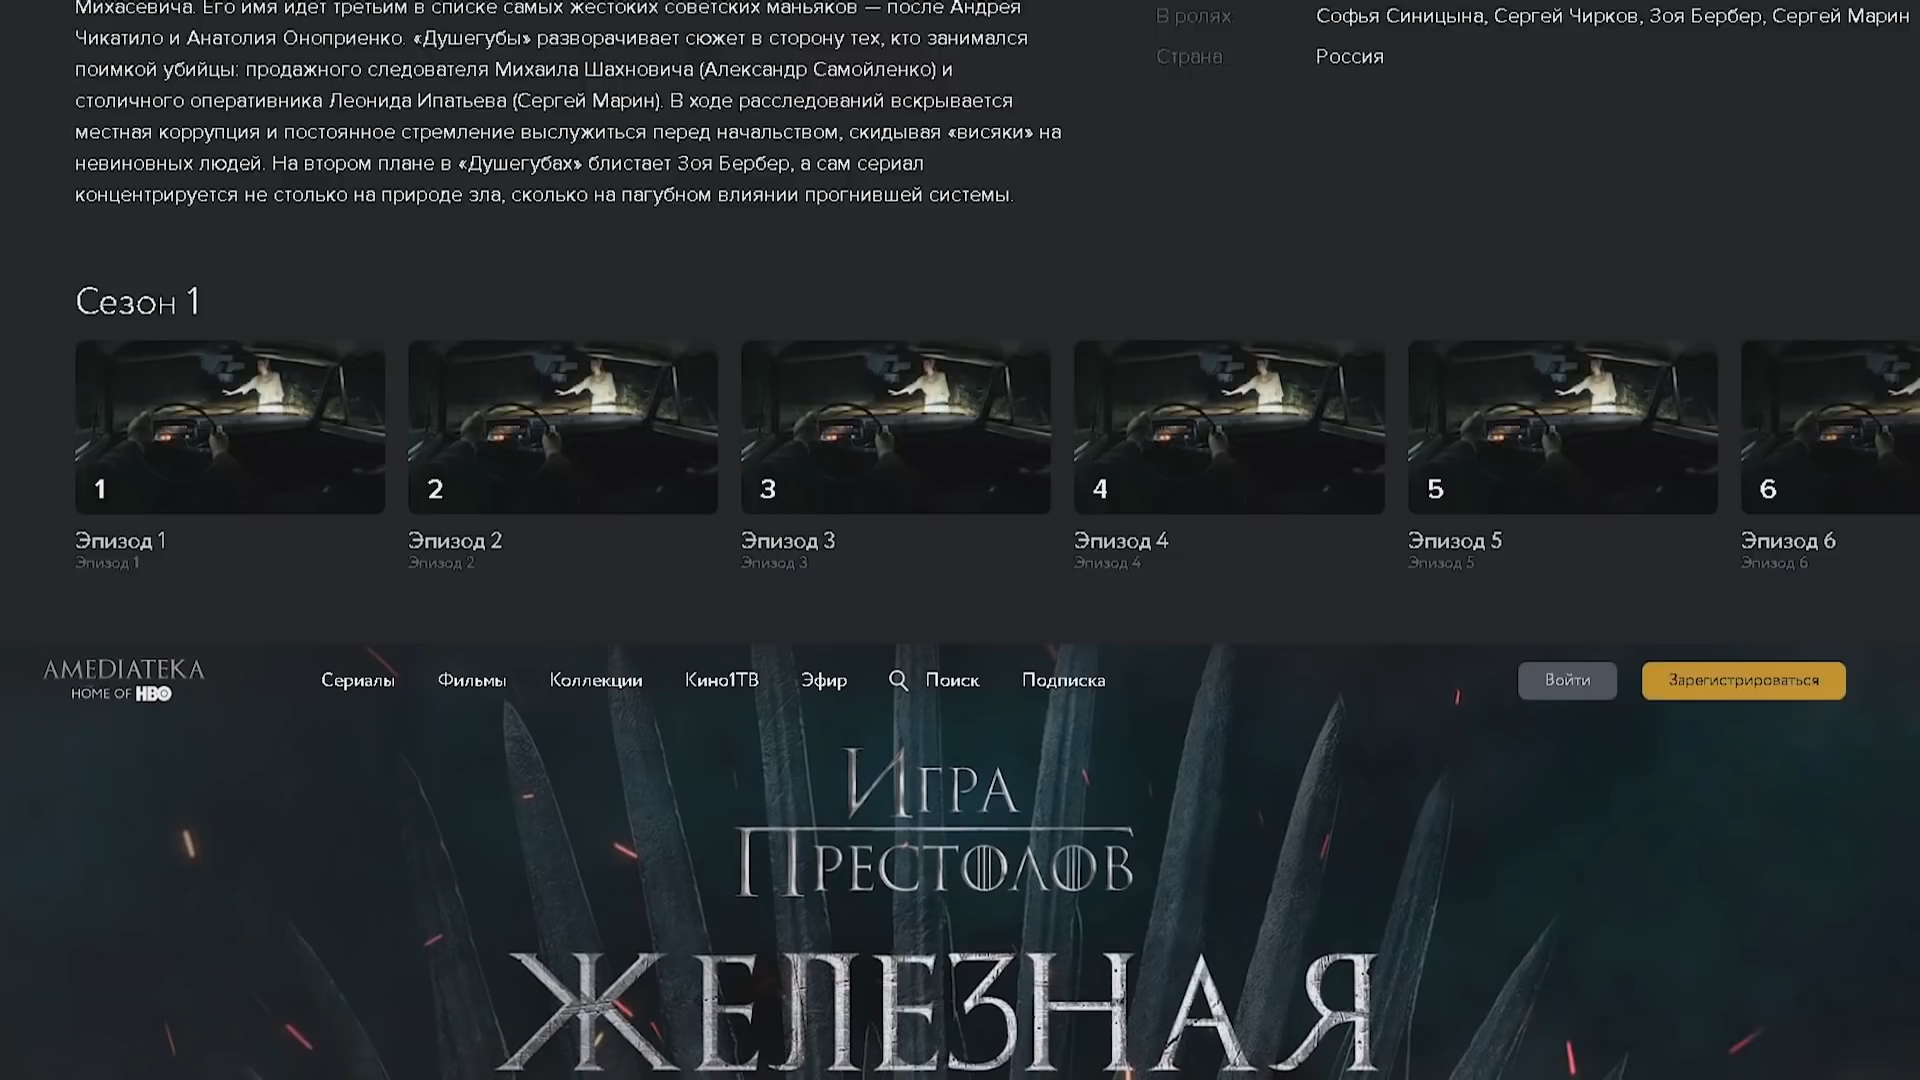 Михасевича. Его имя идет третьим в списке самых жестоких советских маньяков — после Андрея
Чикатило и Анатолия Оноприенко. «Душегубы» разворачивает сюжет в сторону тех, кто занимался
поимкой убийцы: продажного следователя Михаила Шахновича (Александр Самойленко) и
столичного оперативника Леонида Ипатьева (Сергей Марин). В ходе расследований вскрывается
местная коррупция и постоянное стремление выслужиться перед начальством, скидывая «висяки» на
невиновных людей. На втором плане в «Душегубах» блистает Зоя Бербер, а сам сериал
концентрируется не столько на природе зла, сколько на пагубном влиянии прогнившей системы.
В ролях: Софья Синицына, Сергей Чирков, Зоя Бербер, Сергей Марин
Страна Россия
Сезон 1
1 2 3 4 5 6
Эпизод 1 Эпизод 2 Эпизод 3 Эпизод 4 Эпизод 5 Эпизод 6
Эпизод 1 Эпизод 2 Эпизод 3 Эпизод 4 Эпизод 5 Эпизод 6
AMEDIATEKA
HOME OF HBO
Сериалы Фильмы Коллекции Кино1ТВ Эфир Поиск Подписка Войти Зарегистрироваться
ИГРА
ПРЕСТОЛОВ
ЖЕЛЕЗНАЯ